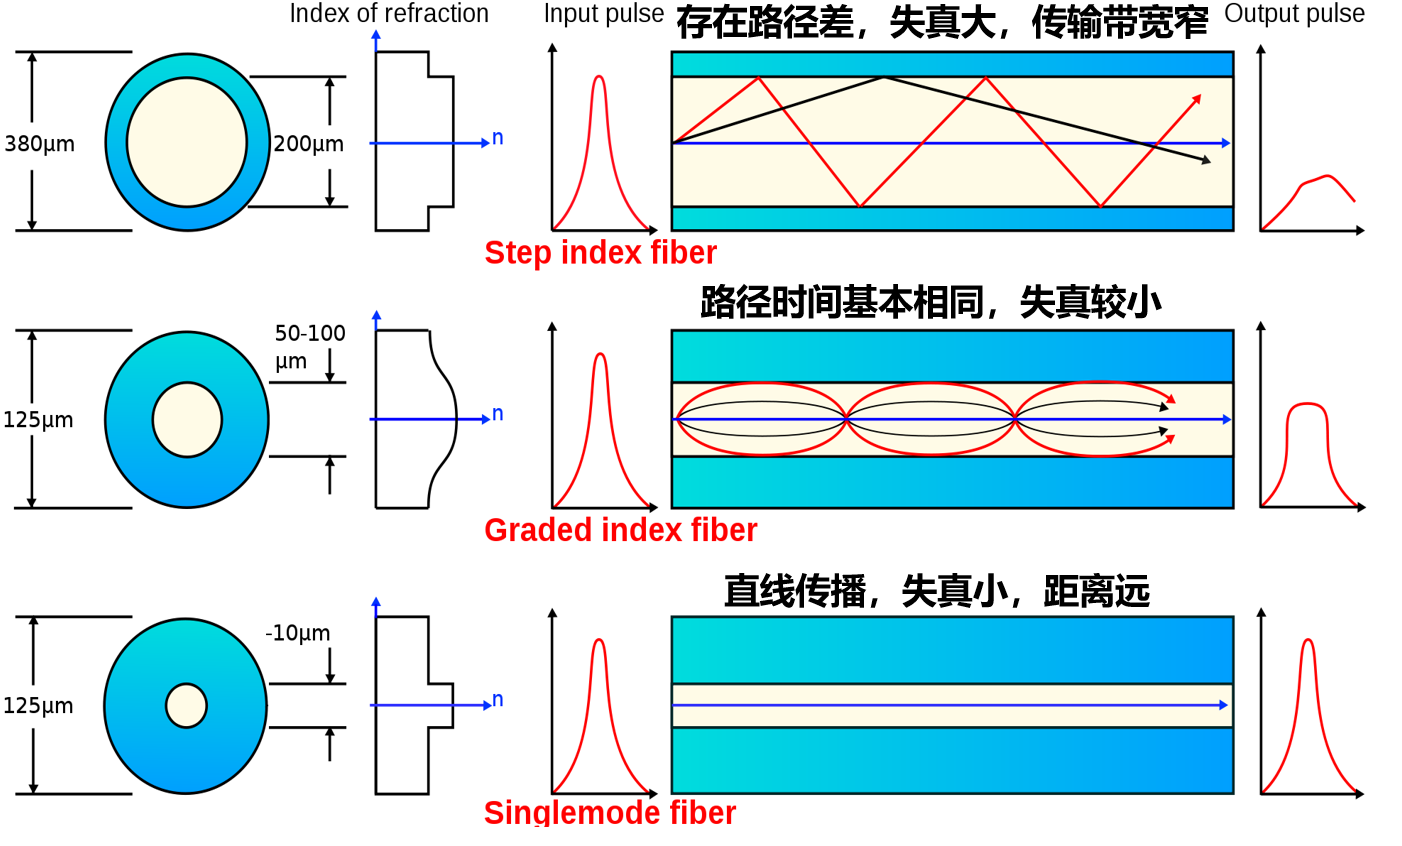 Index of refraction
Input pulse
存在路径差，失真大，传输带宽窄
Output pulse
380µm
200µm
n
Step index fiber
路径时间基本相同，失真较小
50-100
µm
125µm
n
Graded index fiber
直线传播，失真小，距离远
-10µm
125µm
n
Singlemode fiber